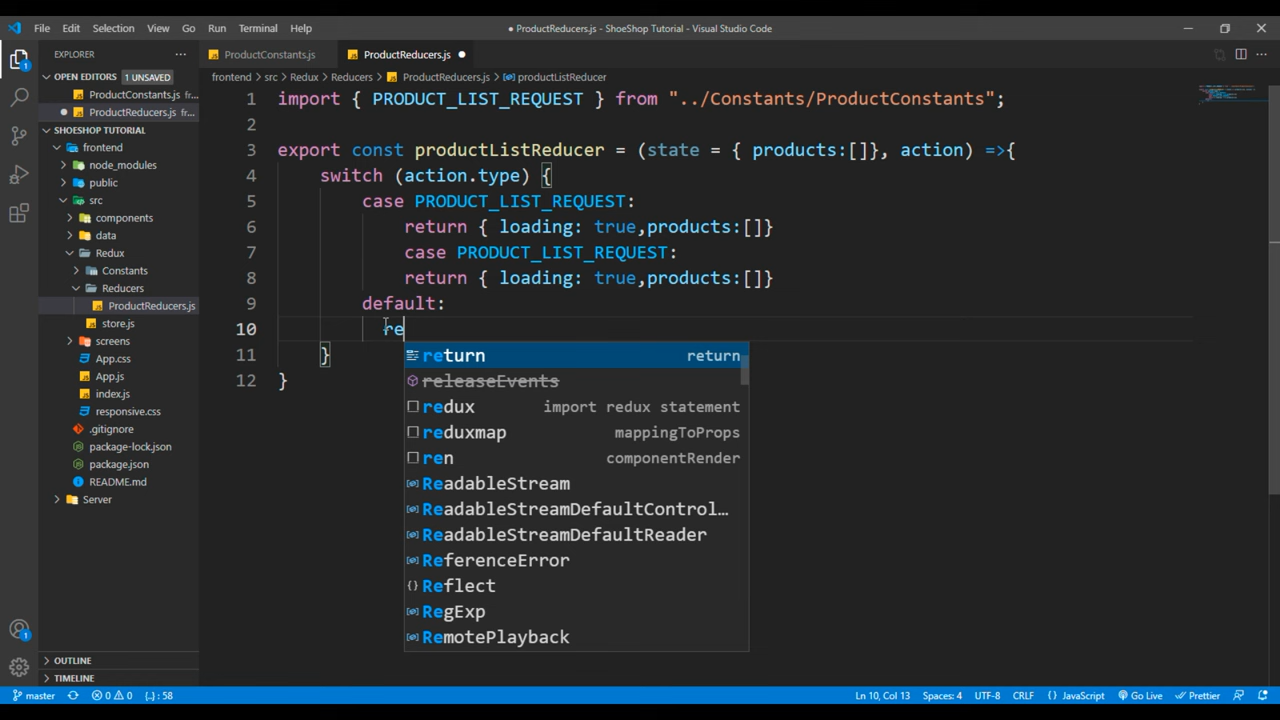 File Edit Selection View Go Run Terminal Help
● ProductReducers.js - ShoeShop Tutorial - Visual Studio Code
EXPLORER
OPEN EDITORS 1 UNSAVED
ProductConstants.js fr...
● ProductReducers.js fr...
SHOESHOP TUTORIAL
frontend
node_modules
public
src
components
data
Redux
Constants
Reducers
ProductReducers.js
store.js
screens
App.css
App.js
index.js
responsive.css
.gitignore
package-lock.json
package.json
README.md
Server
OUTLINE
TIMELINE
ProductConstants.js ProductReducers.js ●
frontend > src > Redux > Reducers > ProductReducers.js > productListReducer
1 import { PRODUCT_LIST_REQUEST } from "../Constants/ProductConstants";
2
3 export const productListReducer = (state = { products:[]}, action) =>{
4 switch (action.type) {
5 case PRODUCT_LIST_REQUEST:
6 return { loading: true,products:[]}
7 case PRODUCT_LIST_REQUEST:
8 return { loading: true,products:[]}
9 default:
10 re
11 }
12 }
return return
releaseEvents
redux import redux statement
reduxmap mappingToProps
ren componentRender
ReadableStream
ReadableStreamDefaultControl…
ReadableStreamDefaultReader
ReferenceError
Reflect
RegExp
RemotePlayback
1
1
master 0 0 {..} : 58 Ln 10, Col 13 Spaces: 4 UTF-8 CRLF {} JavaScript Go Live Prettier